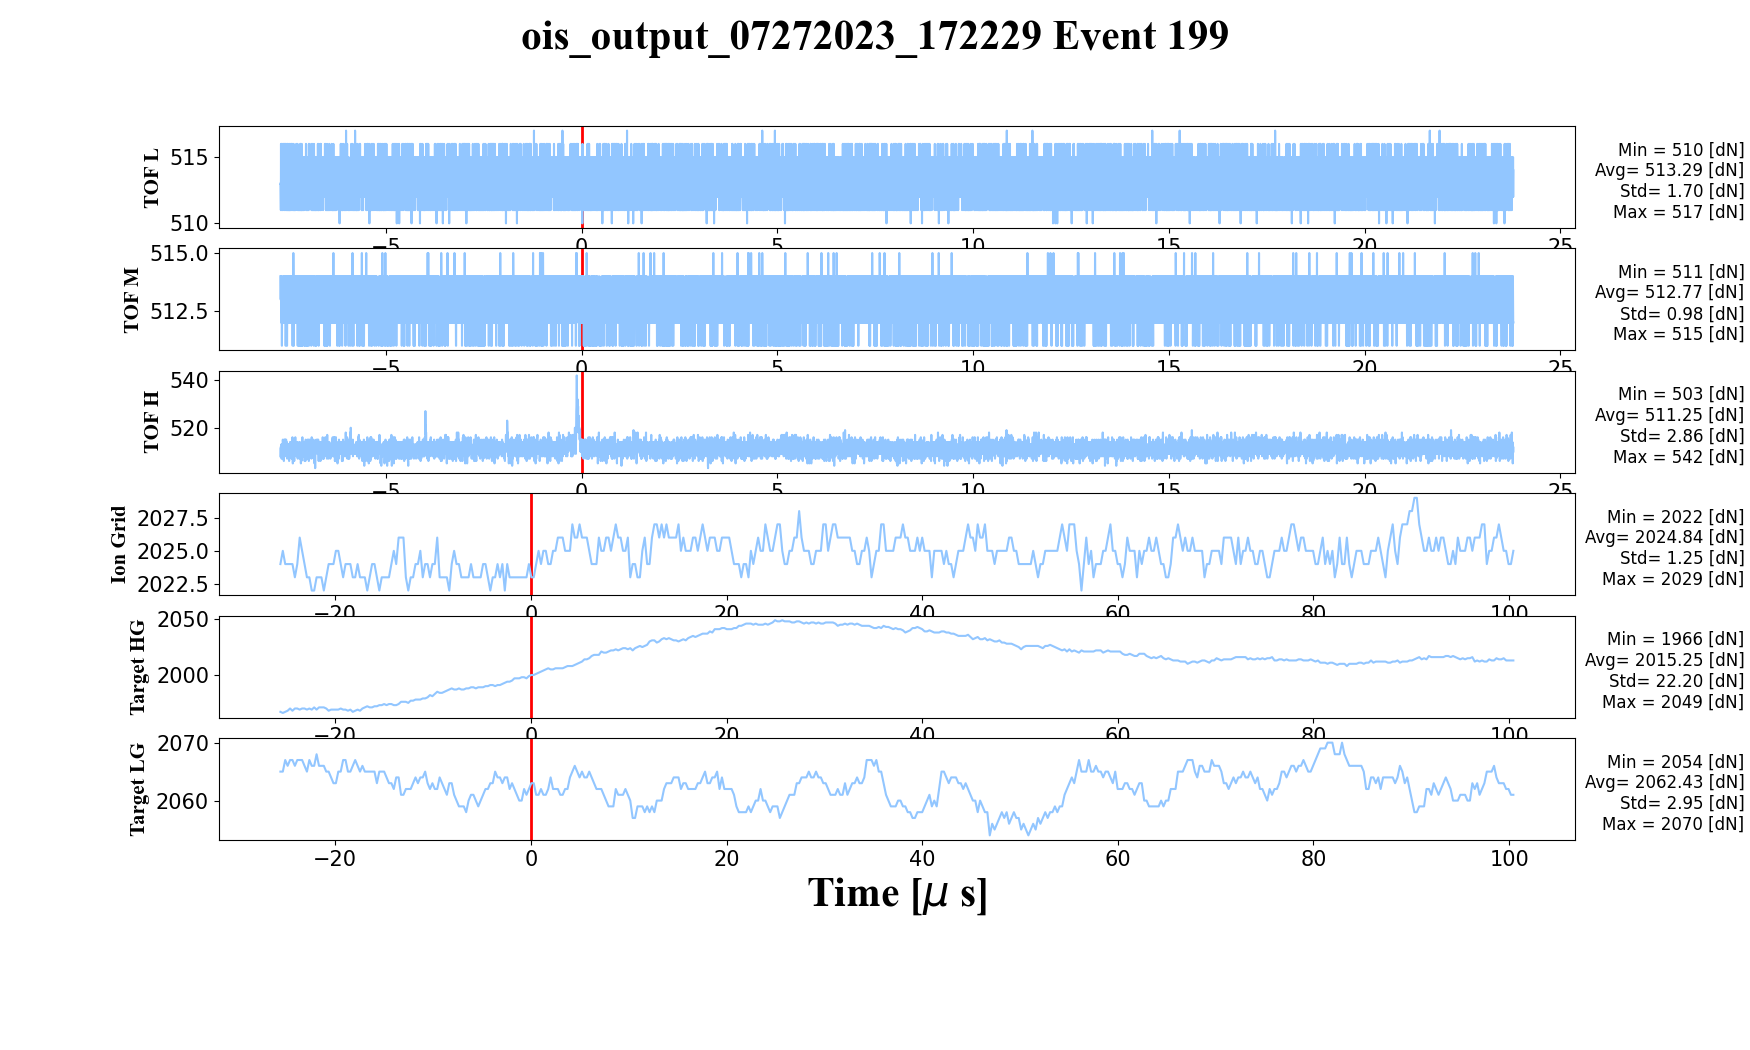 ois_output_07272023_172229 Event 199
TOF L
515
510
Min = 510 [dN]
Avg= 513.29 [dN]
Std= 1.70 [dN]
Max = 517 [dN]
−5 0 5 10 15 20 25
TOF M
515.0
512.5
Min = 511 [dN]
Avg= 512.77 [dN]
Std= 0.98 [dN]
Max = 515 [dN]
−5 0 5 10 15 20 25
TOF H
540
520
Min = 503 [dN]
Avg= 511.25 [dN]
Std= 2.86 [dN]
Max = 542 [dN]
−5 0 5 10 15 20 25
Ion Grid
2027.5
2025.0
2022.5
Min = 2022 [dN]
Avg= 2024.84 [dN]
Std= 1.25 [dN]
Max = 2029 [dN]
−20 0 20 40 60 80 100
Target HG
2050
2000
Min = 1966 [dN]
Avg= 2015.25 [dN]
Std= 22.20 [dN]
Max = 2049 [dN]
−20 0 20 40 60 80 100
Target LG
2070
2060
Min = 2054 [dN]
Avg= 2062.43 [dN]
Std= 2.95 [dN]
Max = 2070 [dN]
−20 0 20 40 60 80 100
Time [μ s]